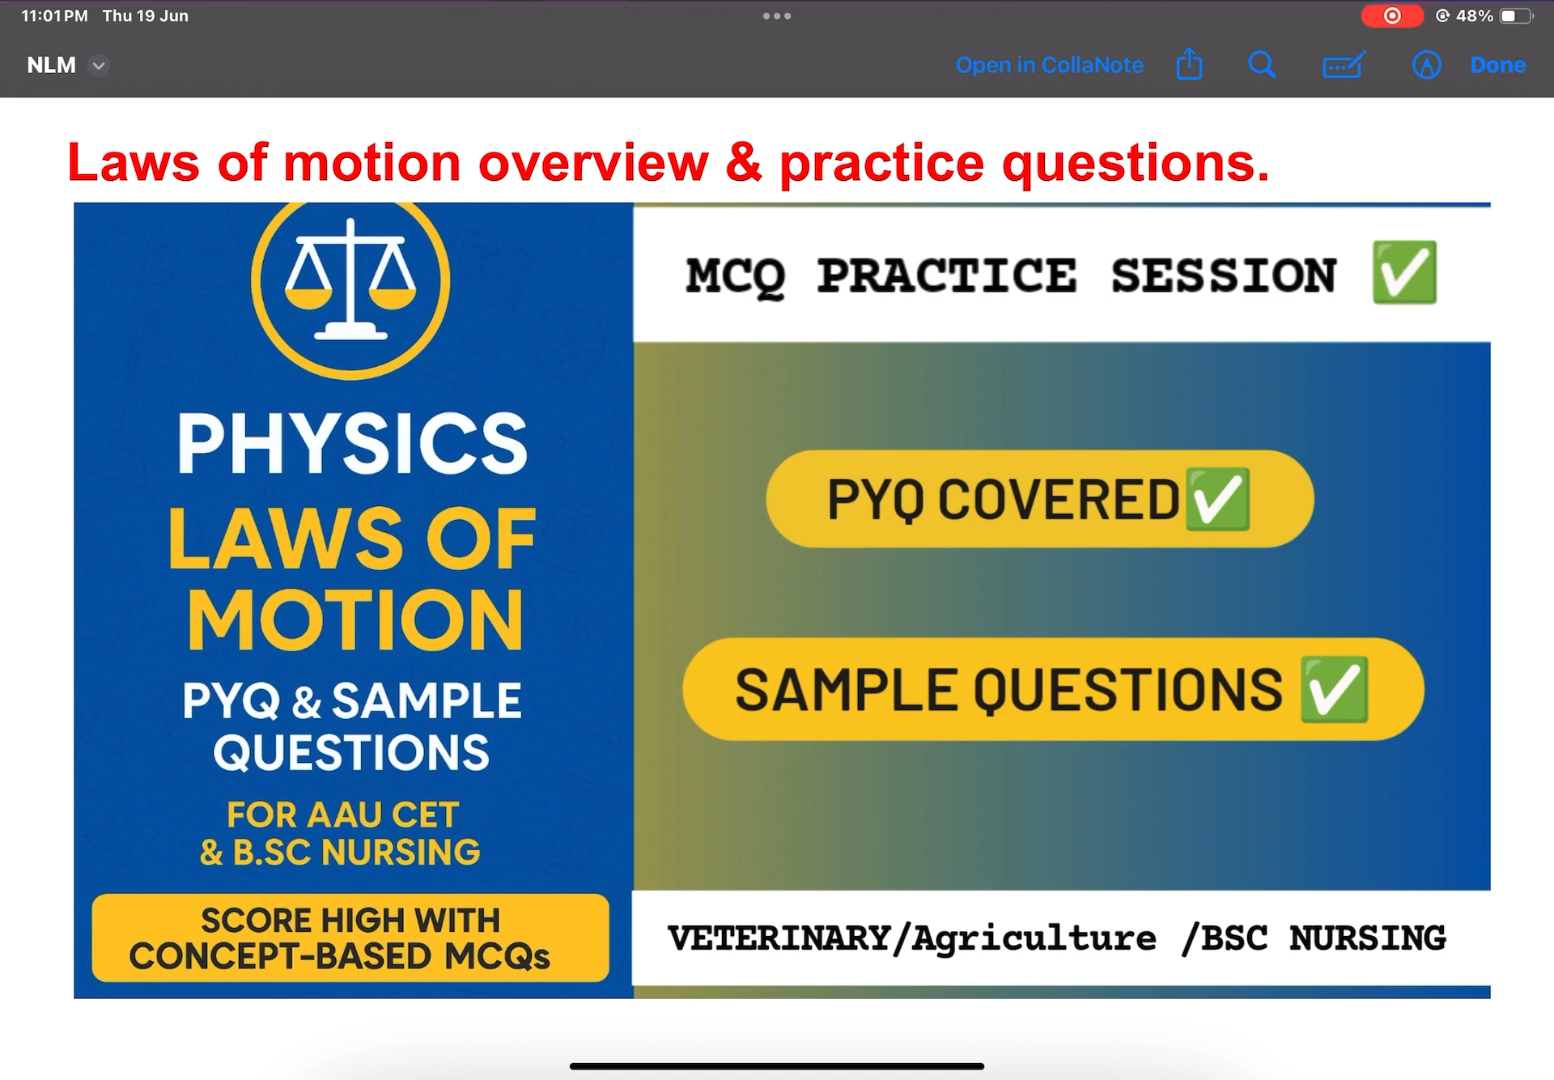 11:01 PM Thu 19 Jun
48%
NLM
Open in CollaNote
Done
Laws of motion overview & practice questions.
PHYSICS
LAWS OF
MOTION
PYQ & SAMPLE
QUESTIONS
FOR AAU CET
& B.SC NURSING
SCORE HIGH WITH
CONCEPT-BASED MCQs
MCQ PRACTICE SESSION ✅
PYQ COVERED✅
SAMPLE QUESTIONS ✅
VETERINARY/Agriculture /BSC NURSING